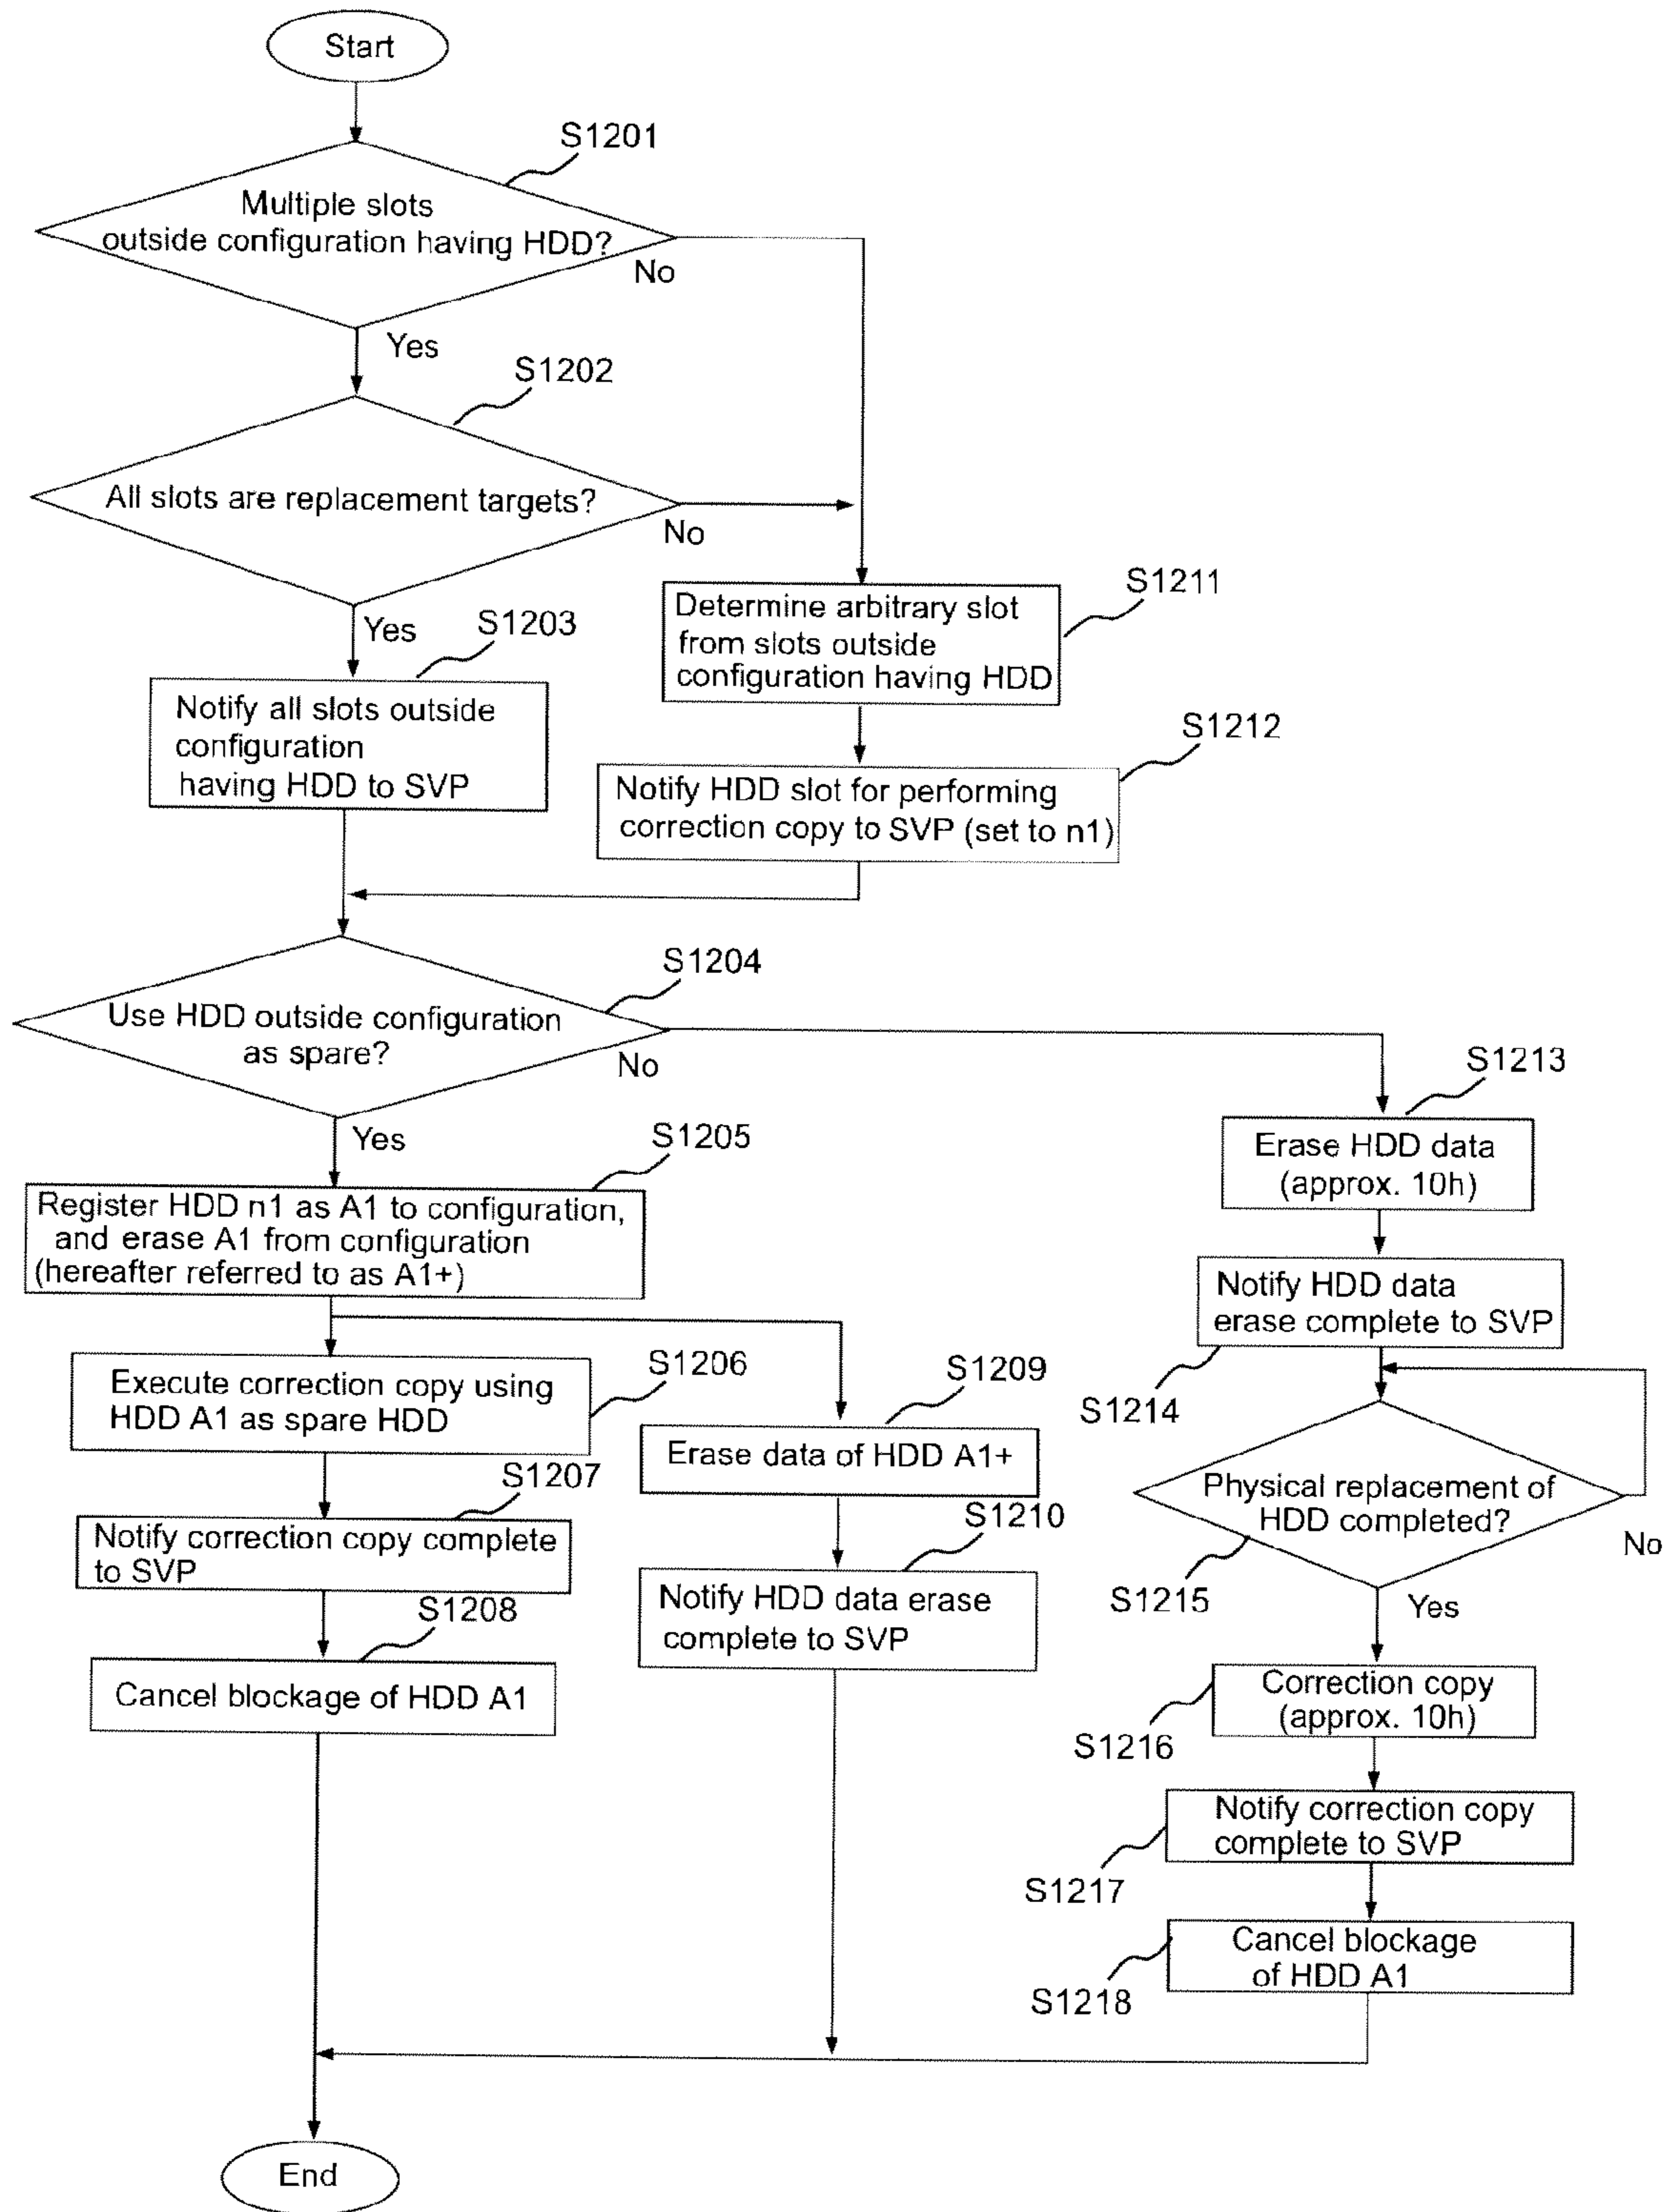 Start
S1201
Multiple slots
outside configuration having HDD?
No
Yes
S1202
All slots are replacement targets?
No
Yes
S1203
Notify all slots outside
configuration
having HDD to SVP
S1211
Determine arbitrary slot
from slots outside
configuration having HDD
S1212
Notify HDD slot for performing
correction copy to SVP (set to n1)
S1204
Use HDD outside configuration
as spare?
No
Yes
S1205
Register HDD n1 as A1 to configuration,
and erase A1 from configuration
(hereafter referred to as A1+)
S1206
Execute correction copy using
HDD A1 as spare HDD
S1207
Notify correction copy complete
to SVP
S1208
Cancel blockage of HDD A1
S1209
Erase data of HDD A1+
S1210
Notify HDD data erase
complete to SVP
S1213
Erase HDD data
(approx. 10h)
Notify HDD data
erase complete to SVP
S1214
Physical replacement of
HDD completed?
No
S1215
Yes
Correction copy
(approx. 10h)
S1216
Notify correction copy
complete to SVP
S1217
Cancel blockage
of HDD A1
S1218
End